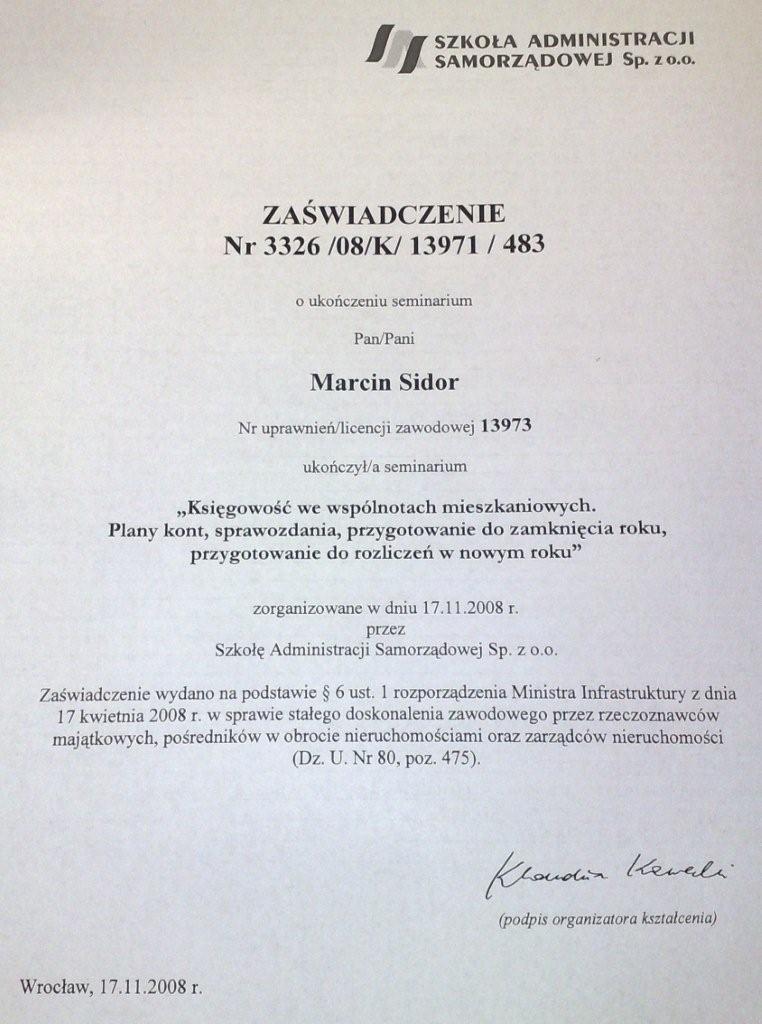 SZKOŁA ADMINISTRACJI
SAMORZĄDOWEJ Sp. z o.o.
ZAŚWIADCZENIE
Nr 3326 /08/K/ 13971 / 483
o ukończeniu seminarium
Pan/Pani
Marcin Sidor
Nr uprawnień/licencji zawodowej 13973
ukończył/a seminarium
„Księgowość we wspólnotach mieszkaniowych.
Plany kont, sprawozdania, przygotowanie do zamknięcia roku,
przygotowanie do rozliczeń w nowym roku”
zorganizowane w dniu 17.11.2008 r.
przez
Szkołę Administracji Samorządowej Sp. z o.o.
Zaświadczenie wydano na podstawie § 6 ust. 1 rozporządzenia Ministra Infrastruktury z dnia
17 kwietnia 2008 r. w sprawie stałego doskonalenia zawodowego przez rzeczoznawców
majątkowych, pośredników w obrocie nieruchomościami oraz zarządców nieruchomości
(Dz. U. Nr 80, poz. 475).
(podpis organizatora kształcenia)
Wrocław, 17.11.2008 r.